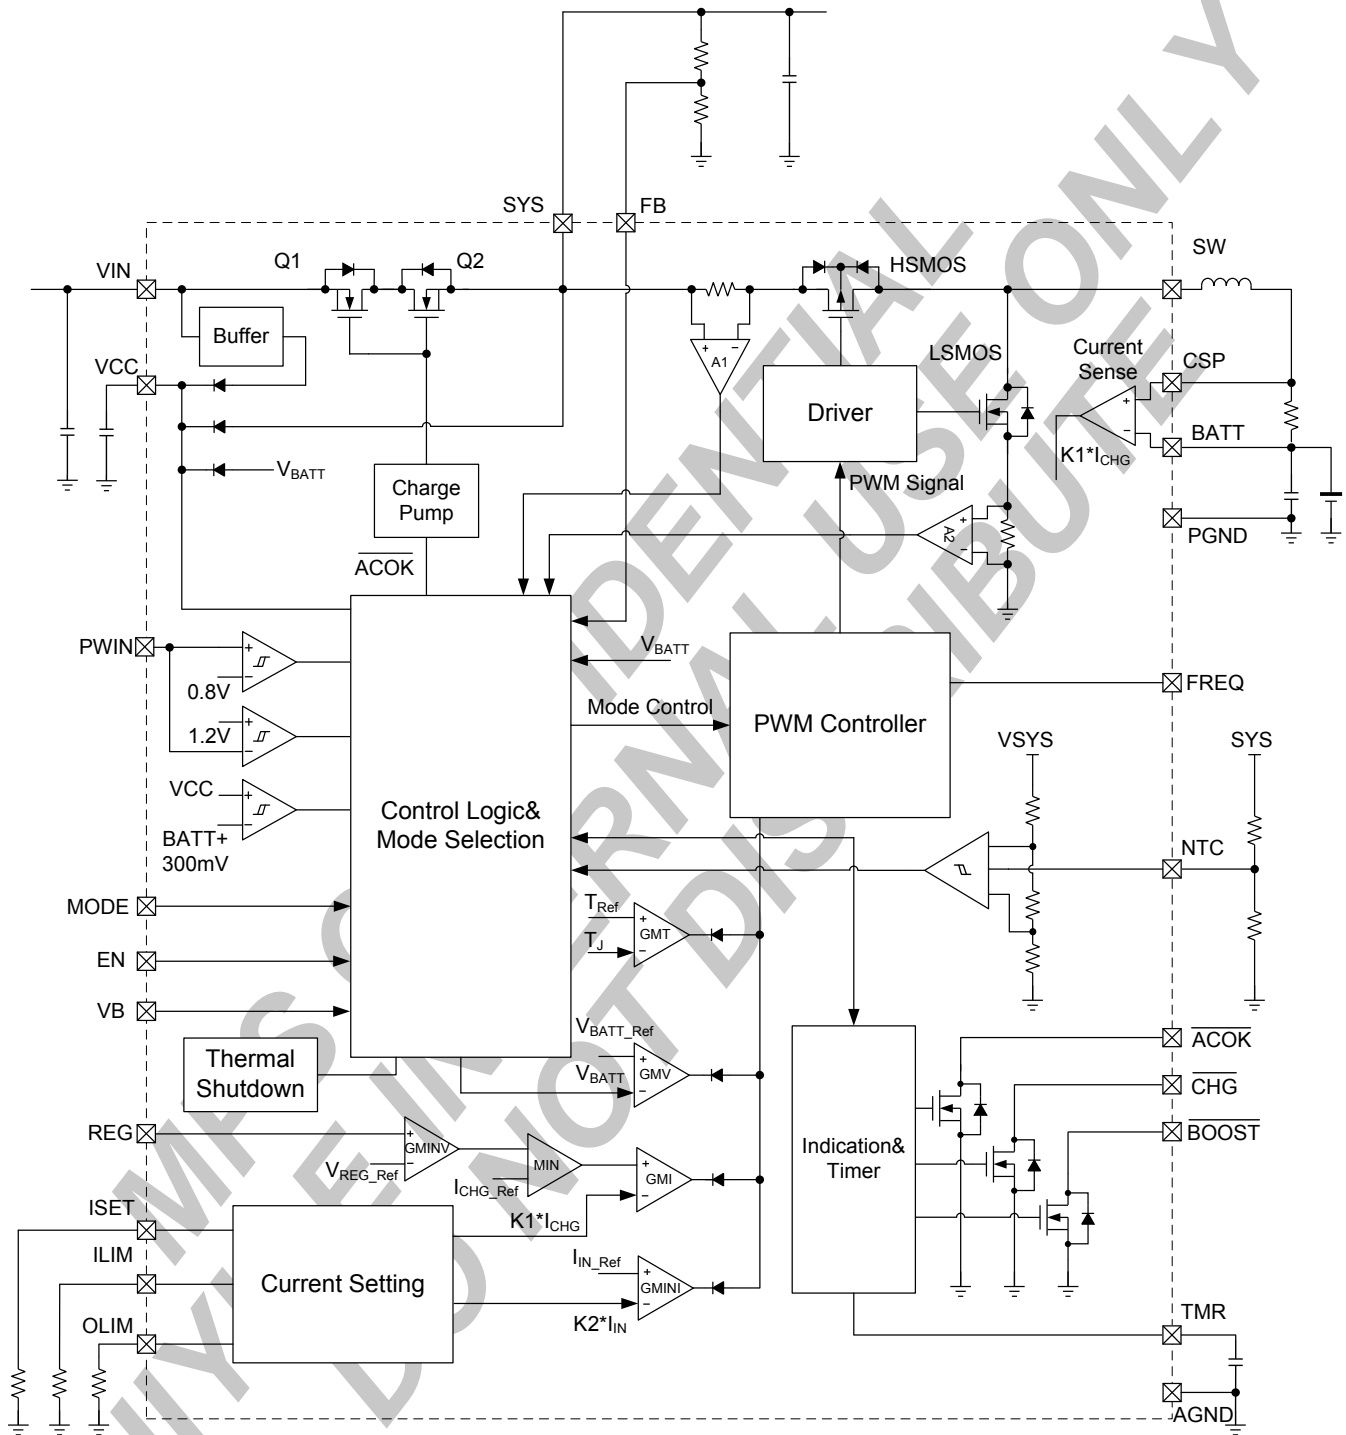 SYS
FB
SW
VIN
Q1
Q2
HSMOS
Buffer
A1
LSMOS
Current
Sense
CSP
VCC
Driver
BATT
K1*ICHG
VBATT
Charge
Pump
PWM Signal
A2
PGND
ACOK
PWIN
0.8V
VBATT
FREQ
Mode Control
PWM Controller
1.2V
VSYS
SYS
VCC
Control Logic&
Mode Selection
BATT+
300mV
NTC
MODE
TRef
GMT
TJ
EN
VB
VBATT_Ref
Thermal
Shutdown
VBATT
GMV
ACOK
CHG
REG
GMINV
VREG_Ref
MIN
ICHG_Ref
GMI
Indication&
Timer
BOOST
ISET
K1*ICHG
ILIM
Current Setting
IIN_Ref
GMINI
K2*IIN
OLIM
TMR
AGND
DO NOT DISTRIBUTE